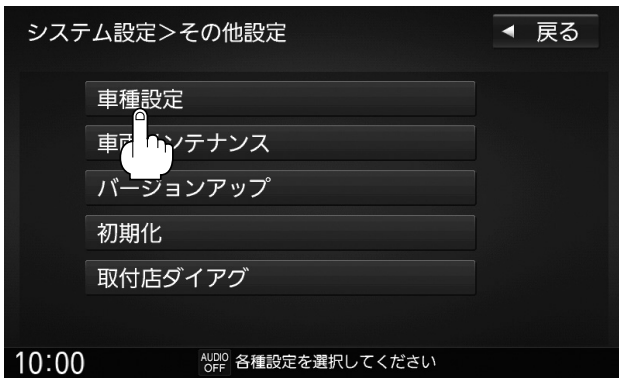 システム設定＞その他設定
◀ 戻る
車種設定
車両メンテナンス
バージョンアップ
初期化
取付店ダイアグ
10:00
AUDIO OFF 各種設定を選択してください